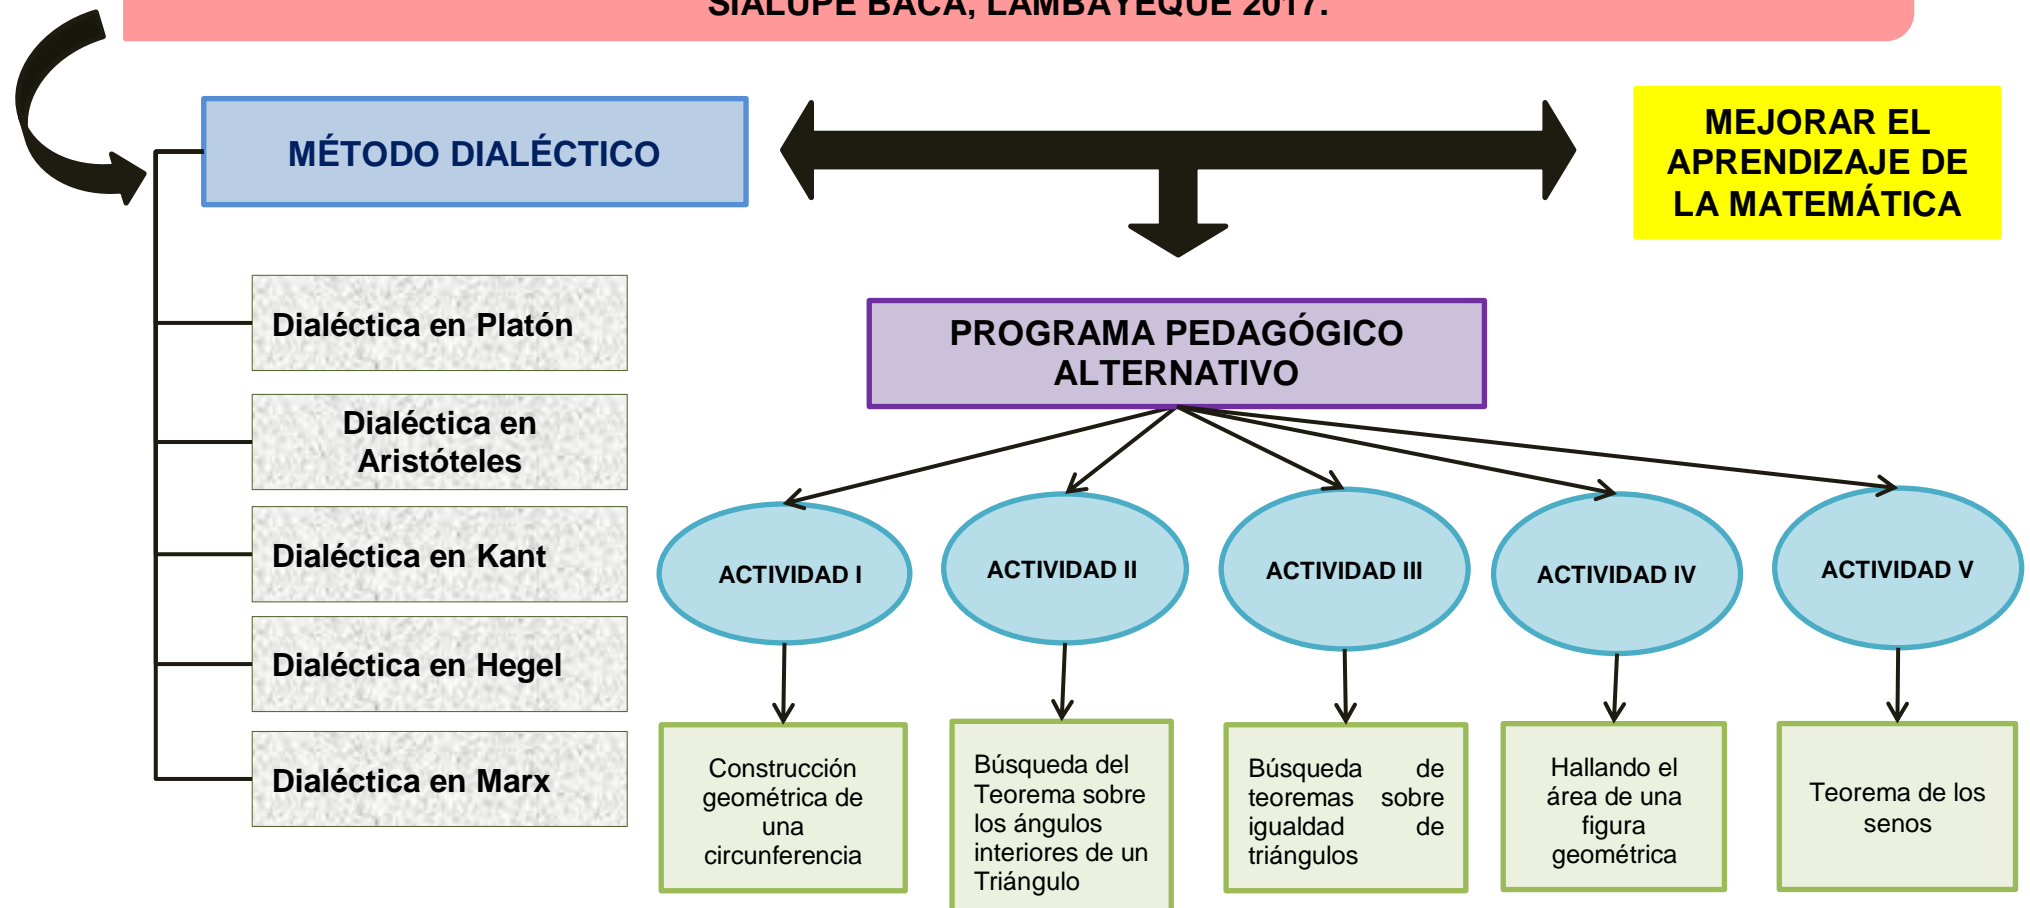 SIALUPE BACA, LAMBAYEQUE 2017.
MÉTODO DIALÉCTICO
MEJORAR EL
APRENDIZAJE DE
LA MATEMÁTICA
Dialéctica en Platón
Dialéctica en
Aristóteles
Dialéctica en Kant
Dialéctica en Hegel
Dialéctica en Marx
PROGRAMA PEDAGÓGICO
ALTERNATIVO
ACTIVIDAD I
ACTIVIDAD II
ACTIVIDAD III
ACTIVIDAD IV
ACTIVIDAD V
Construcción
geométrica de
una
circunferencia
Búsqueda del
Teorema sobre
los ángulos
interiores de un
Triángulo
Búsqueda de
teoremas sobre
igualdad de
triángulos
Hallando el
área de una
figura
geométrica
Teorema de los
senos